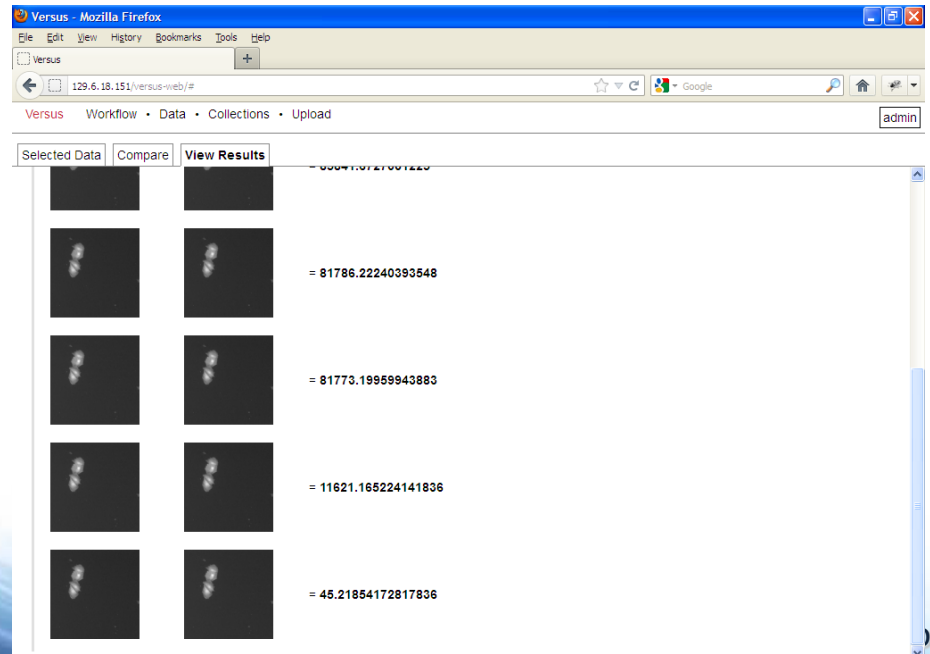 Versus - Mozilla Firefox
File Edit View History Bookmarks Tools Help
Versus +
129.6.18.151/versus-web/# Google
Versus Workflow • Data • Collections • Upload admin
Selected Data Compare View Results
= 81786.22240393548
= 81773.19959943883
= 11621.165224141836
= 45.21854172817836